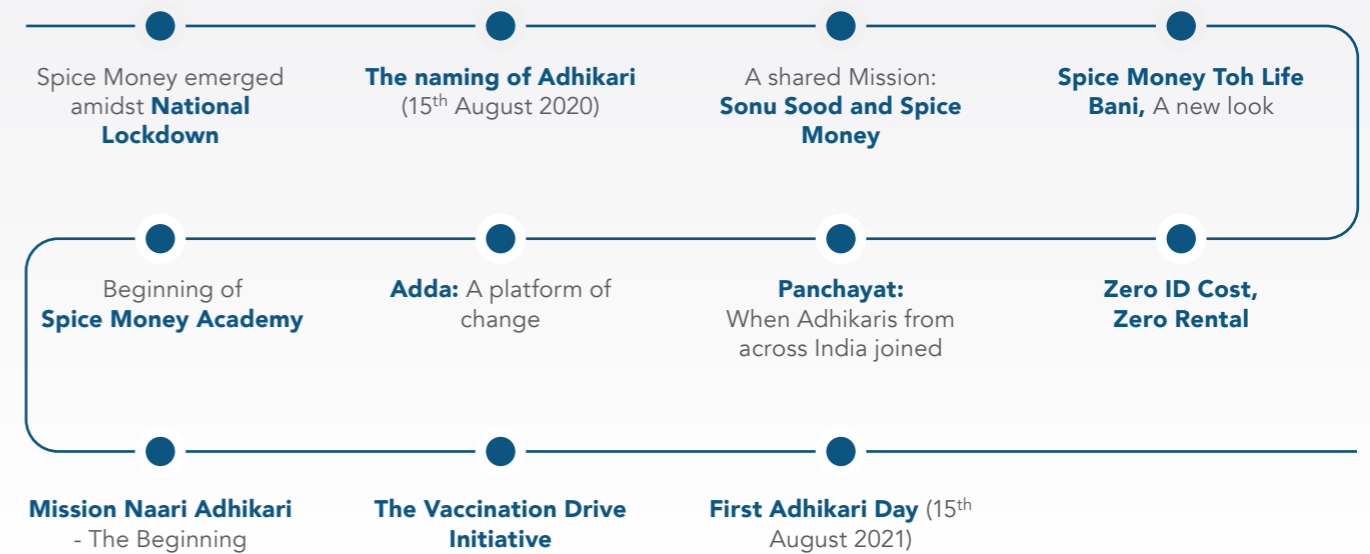 Spice Money emerged
amidst National
Lockdown
The naming of Adhikari
(15th August 2020)
A shared Mission:
Sonu Sood and Spice
Money
Spice Money Toh Life
Bani, A new look
Beginning of
Spice Money Academy
Adda: A platform of
change
Panchayat:
When Adhikaris from
across India joined
Zero ID Cost,
Zero Rental
Mission Naari Adhikari
- The Beginning
The Vaccination Drive
Initiative
First Adhikari Day (15th
August 2021)